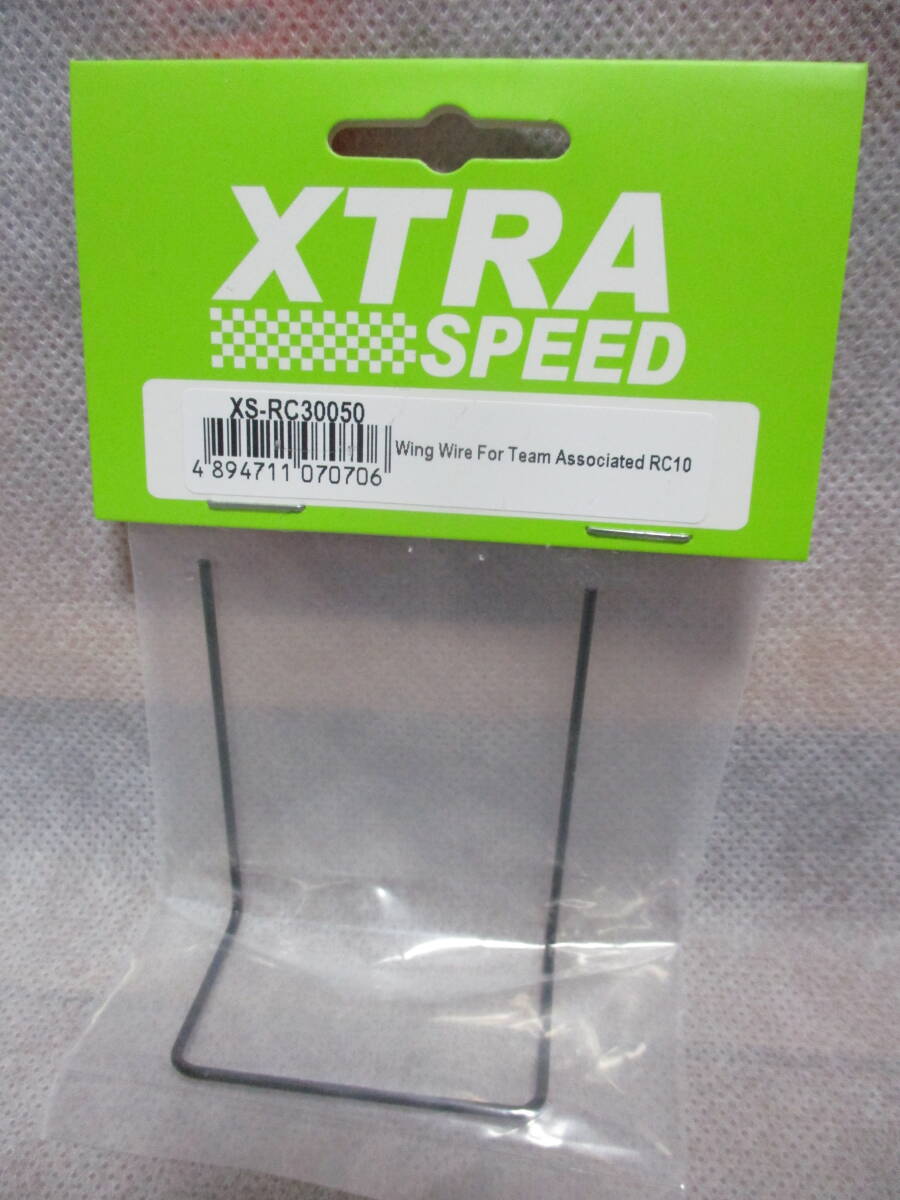 XTRA
SPEED
XS-RC30050
Wing Wire For Team Associated RC10
4 894711 070706